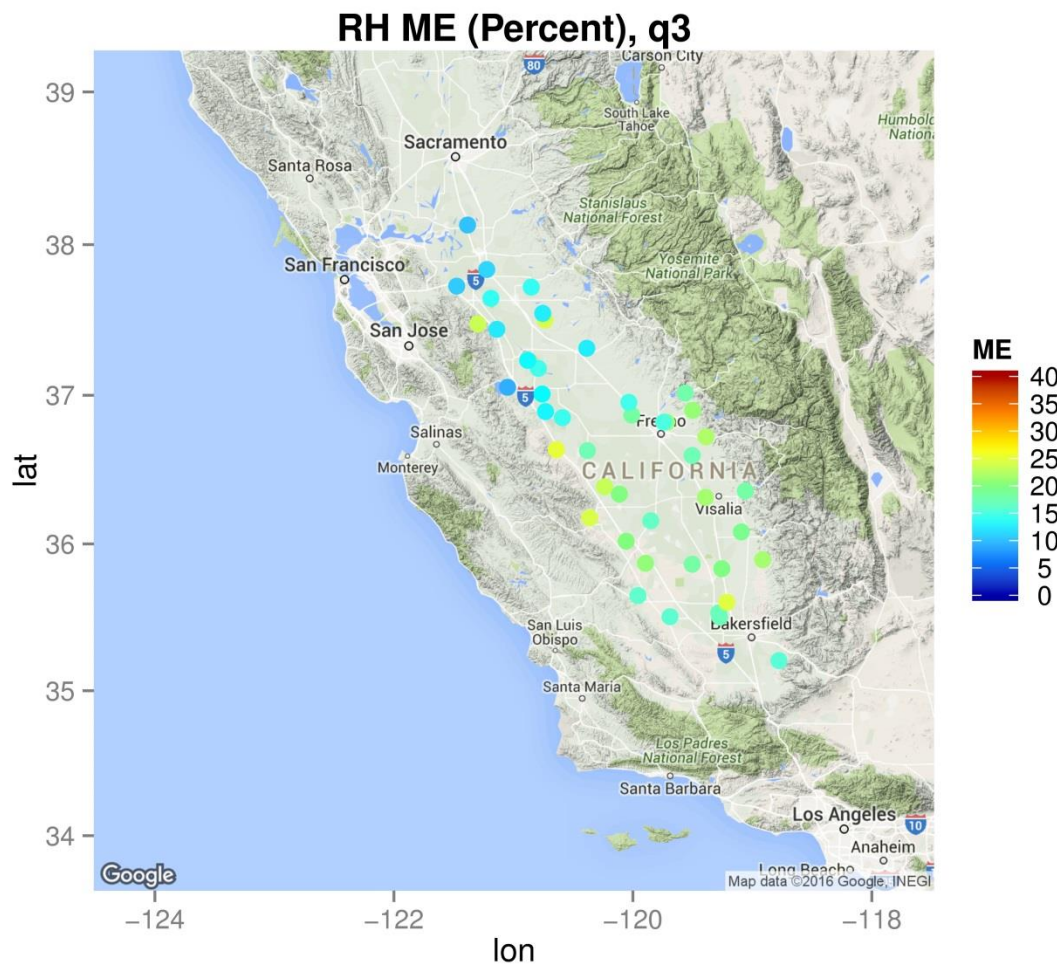 RH ME (Percent), q3
80
Carson City
39
South Lake
Tahoe
Humbol
Nationa
Sacramento
Santa Rosa
Stanislaus
National Forest
38
San Francisco
5
Yosemite
National Park
San Jose
37
5
Salinas
Monterey
Fresno
CALIFORNIA
Visalia
36
San Luis
Obispo
Bakersfield
5
35
Santa Maria
Los Padres
National Forest
Santa Barbara
34
Los Angeles
10
Anaheim
Long Beach
Google
Map data ©2016 Google, INEGI
−124
−122
−120
−118
lon
lat
ME
40
35
30
25
20
15
10
5
0